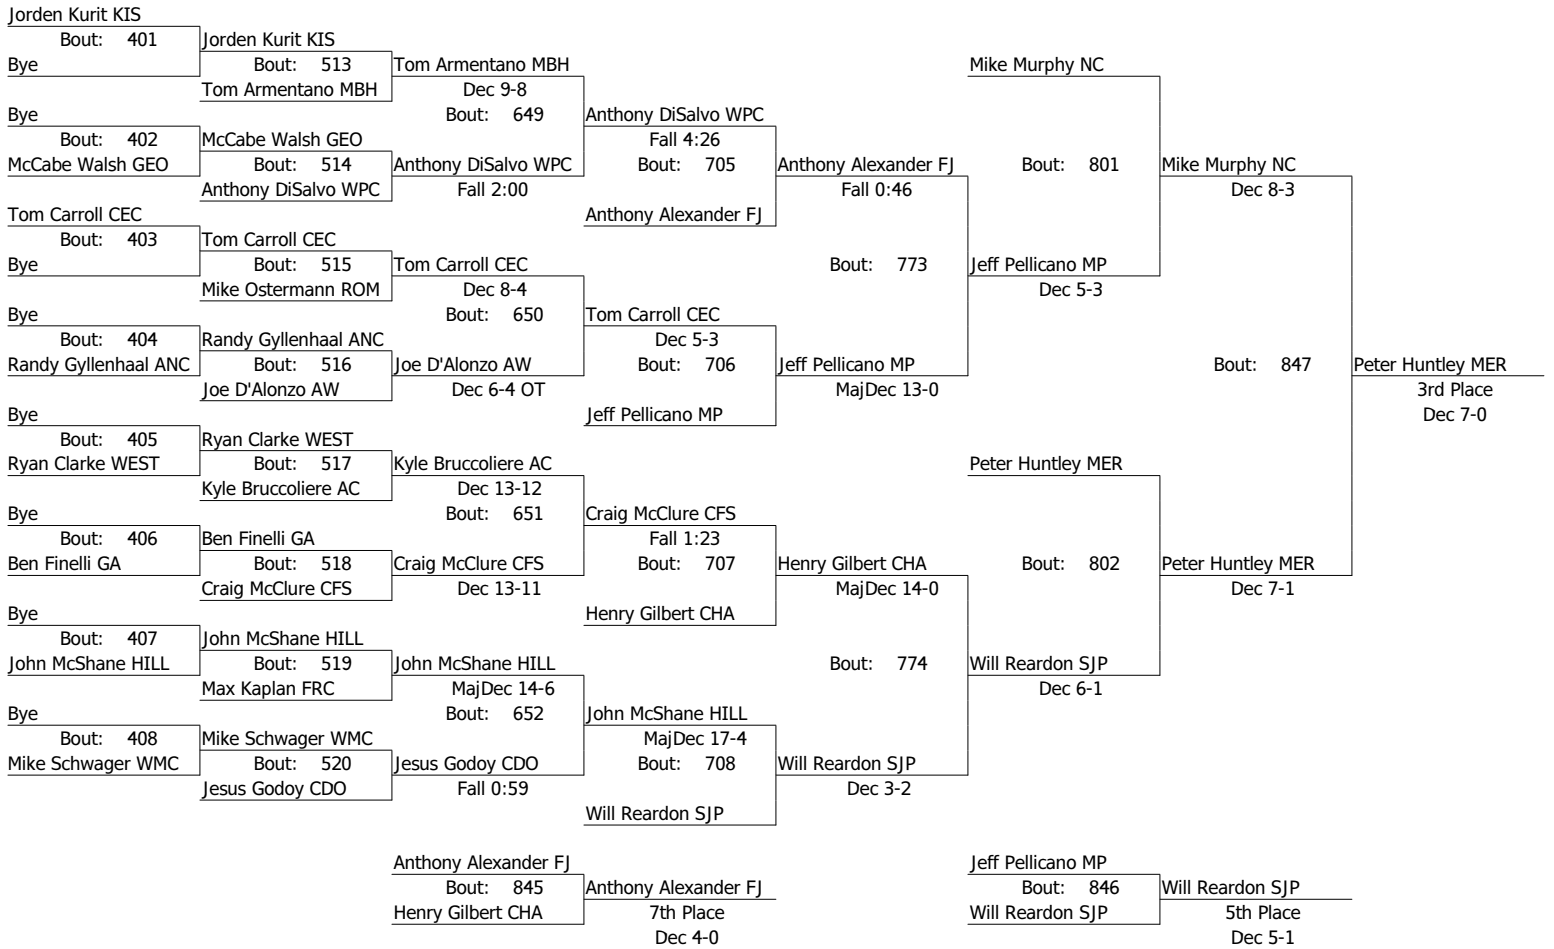 Jorden Kurit KIS
Bout: 401 Jorden Kurit KIS
Bye Bout: 513 Tom Armentano MBH Mike Murphy NC
Tom Armentano MBH Dec 9-8
Bye Bout: 649 Anthony DiSalvo WPC
Bout: 402 McCabe Walsh GEO Fall 4:26
McCabe Walsh GEO Bout: 514 Anthony DiSalvo WPC Bout: 705 Anthony Alexander FJ Bout: 801 Mike Murphy NC
Anthony DiSalvo WPC Fall 2:00 Fall 0:46 Dec 8-3
Tom Carroll CEC Anthony Alexander FJ
Bout: 403 Tom Carroll CEC
Bye Bout: 515 Tom Carroll CEC Bout: 773 Jeff Pellicano MP
Mike Ostermann ROM Dec 8-4 Dec 5-3
Bye Bout: 650 Tom Carroll CEC
Bout: 404 Randy Gyllenhaal ANC Dec 5-3
Randy Gyllenhaal ANC Bout: 516 Joe D'Alonzo AW Bout: 706 Jeff Pellicano MP Bout: 847 Peter Huntley MER
Joe D'Alonzo AW Dec 6-4 OT MajDec 13-0 3rd Place
Bye Jeff Pellicano MP Dec 7-0
Bout: 405 Ryan Clarke WEST
Ryan Clarke WEST Bout: 517 Kyle Bruccoliere AC Peter Huntley MER
Kyle Bruccoliere AC Dec 13-12
Bye Bout: 651 Craig McClure CFS
Bout: 406 Ben Finelli GA Fall 1:23
Ben Finelli GA Bout: 518 Craig McClure CFS Bout: 707 Henry Gilbert CHA Bout: 802 Peter Huntley MER
Craig McClure CFS Dec 13-11 MajDec 14-0 Dec 7-1
Bye Henry Gilbert CHA
Bout: 407 John McShane HILL
John McShane HILL Bout: 519 John McShane HILL Bout: 774 Will Reardon SJP
Max Kaplan FRC MajDec 14-6 Dec 6-1
Bye Bout: 652 John McShane HILL
Bout: 408 Mike Schwager WMC MajDec 17-4
Mike Schwager WMC Bout: 520 Jesus Godoy CDO Bout: 708 Will Reardon SJP
Jesus Godoy CDO Fall 0:59 Dec 3-2
Will Reardon SJP
Anthony Alexander FJ Jeff Pellicano MP
Bout: 845 Anthony Alexander FJ Bout: 846 Will Reardon SJP
Henry Gilbert CHA 7th Place Will Reardon SJP 5th Place
Dec 4-0 Dec 5-1